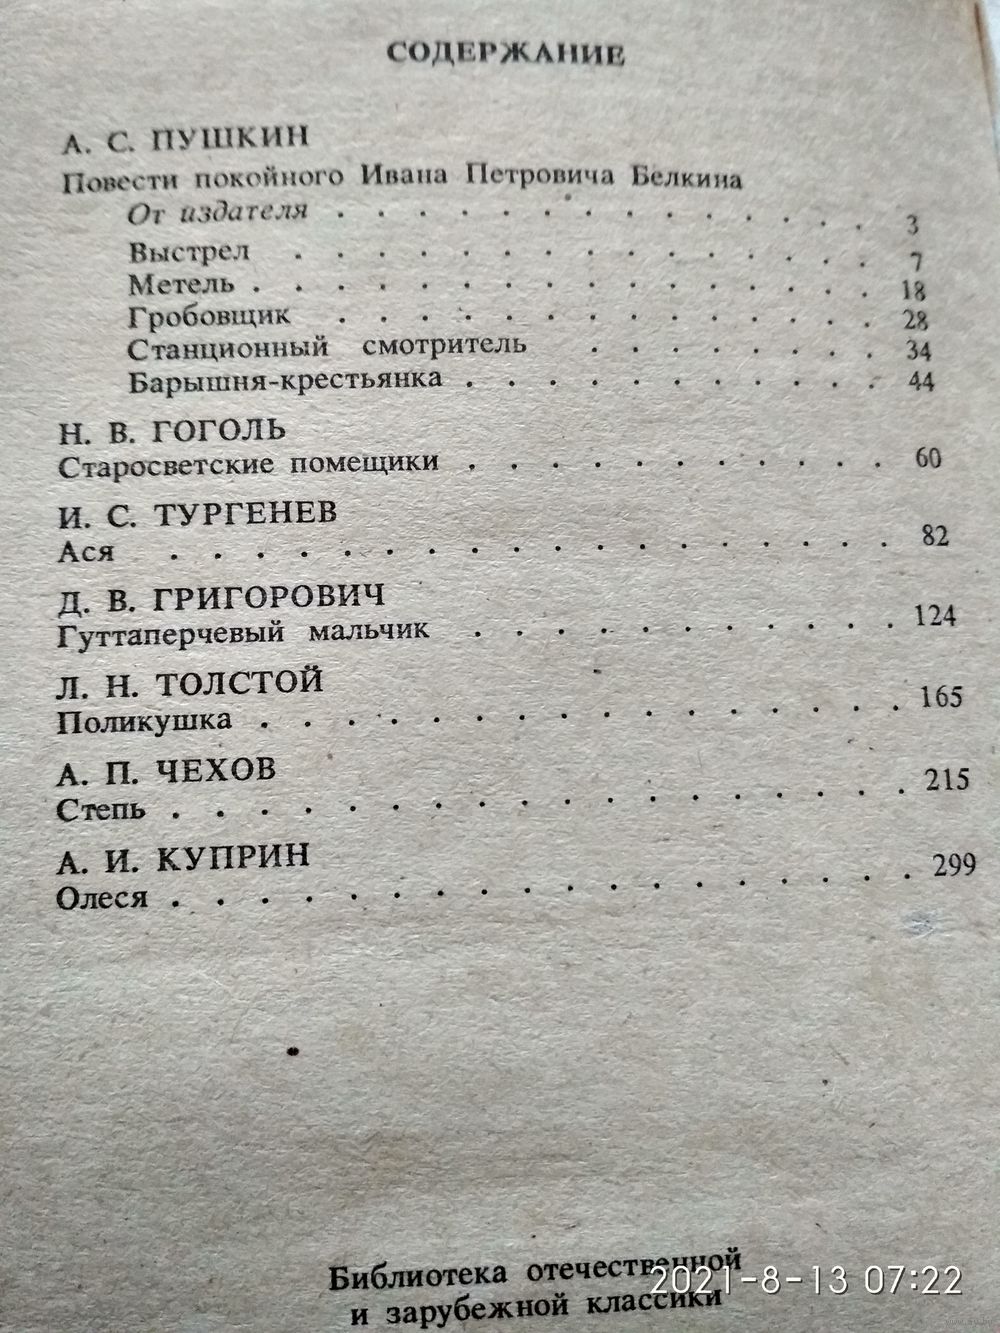 СОДЕРЖАНИЕ
А. С. ПУШКИН
Повести покойного Ивана Петровича Белкина
От издателя . . . . . . . . . . . . . 3
Выстрел . . . . . . . . . . . . . . 7
Метель . . . . . . . . . . . . . . . 18
Гробовщик . . . . . . . . . . . . . 28
Станционный смотритель . . . . . . . 34
Барышня-крестьянка . . . . . . . . . . 44
Н. В. ГОГОЛЬ
Старосветские помещики . . . . . . . . . . 60
И. С. ТУРГЕНЕВ
Ася . . . . . . . . . . . . . . . . . 82
Д. В. ГРИГОРОВИЧ
Гуттаперчевый мальчик . . . . . . . . . . . 124
Л. Н. ТОЛСТОЙ
Поликушка . . . . . . . . . . . . . . . . 165
А. П. ЧЕХОВ
Степь . . . . . . . . . . . . . . . . . . 215
А. И. КУПРИН
Олеся . . . . . . . . . . . . . . . . . . 299
Библиотека отечественной
и зарубежной классики
2021-8-13 07:22